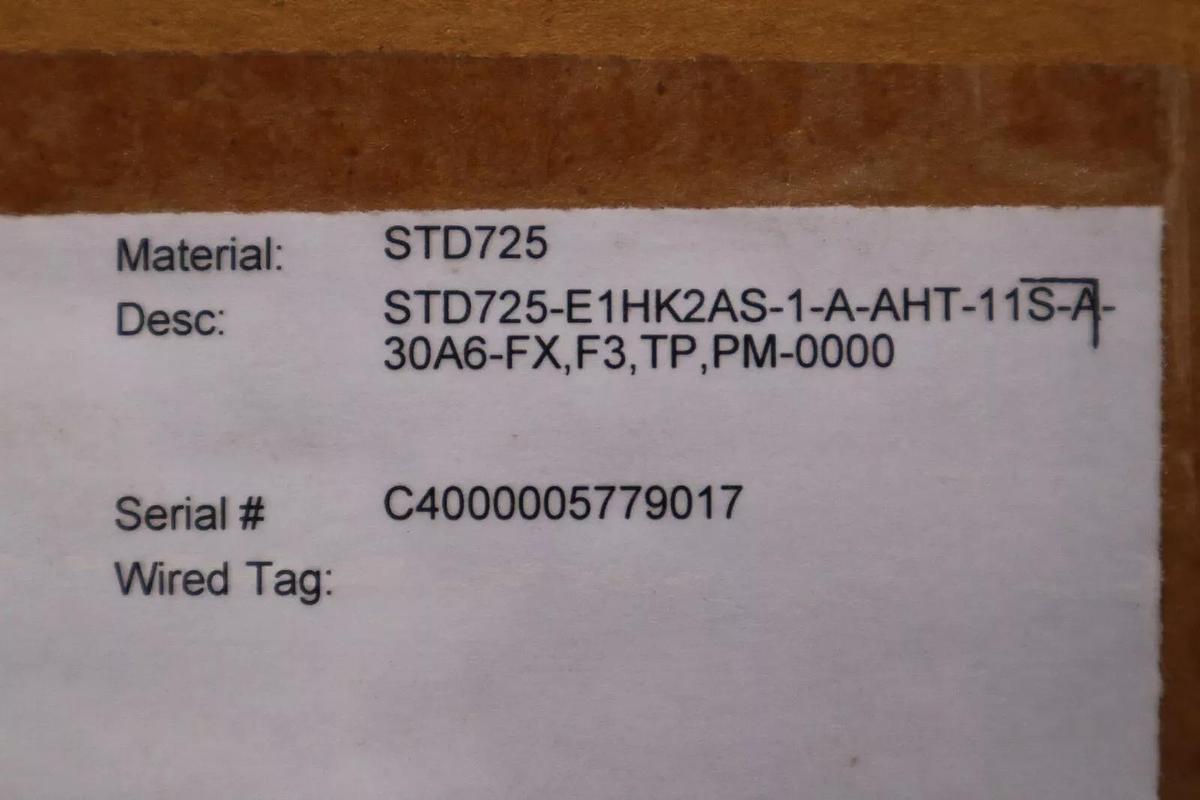 Material: STD725
Desc: STD725-E1HK2AS-1-A-AHT-11S-A-
30A6-FX,F3,TP,PM-0000
Serial # C4000005779017
Wired Tag: